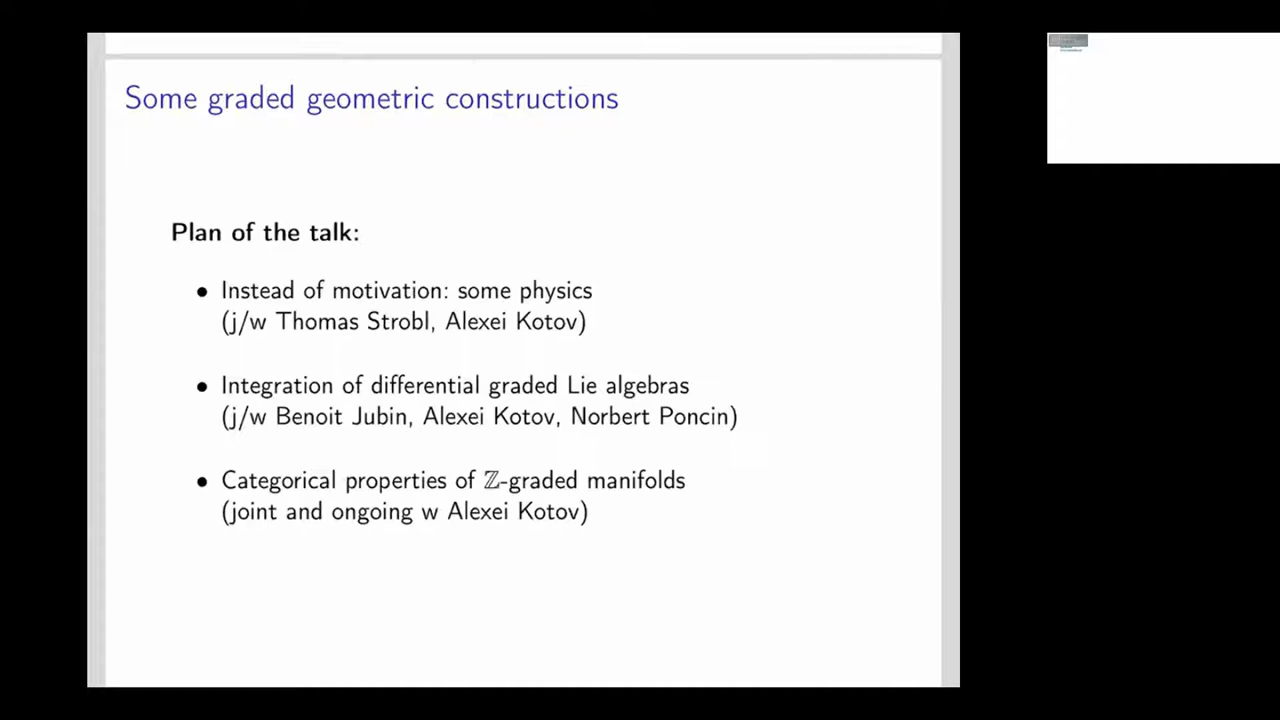 Some graded geometric constructions
Plan of the talk:
• Instead of motivation: some physics
(j/w Thomas Strobl, Alexei Kotov)
• Integration of differential graded Lie algebras
(j/w Benoit Jubin, Alexei Kotov, Norbert Poncin)
• Categorical properties of ℤ-graded manifolds
(joint and ongoing w Alexei Kotov)